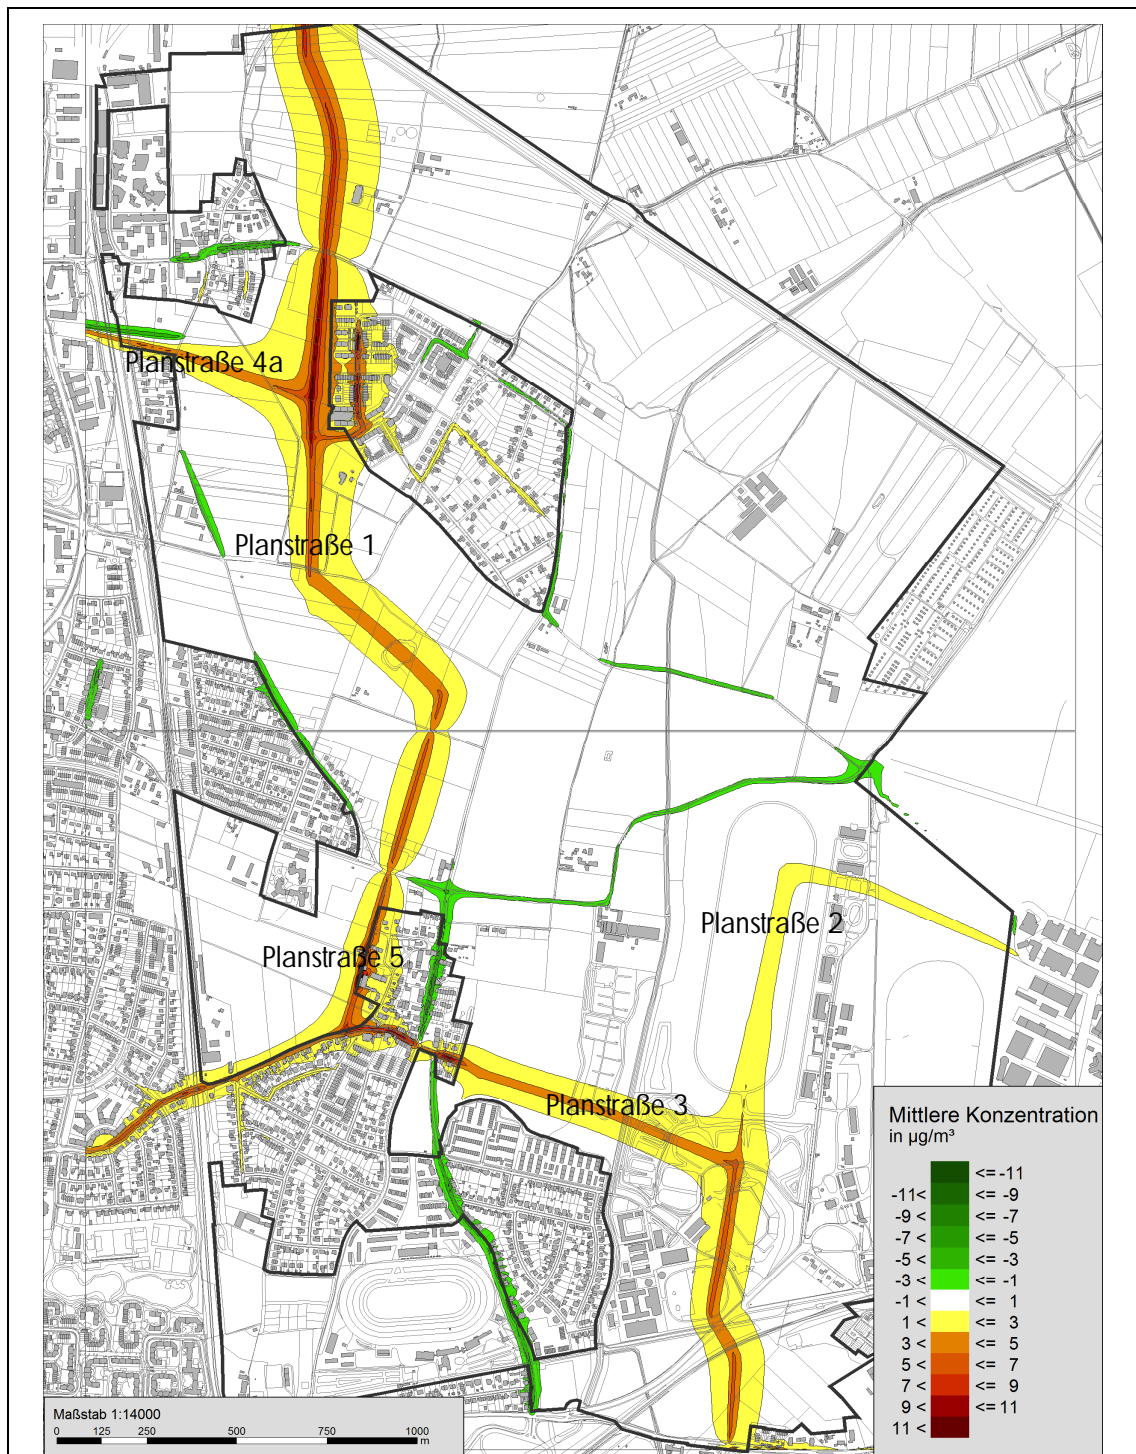 Planstraße 4a
Planstraße 1
Planstraße 2
Planstraße 5
Planstraße 3
Mittlere Konzentration
in µg/m³
<= -11
-11< <= -9
-9 < <= -7
-7 < <= -5
-5 < <= -3
-3 < <= -1
-1 < <= 1
1 < <= 3
3 < <= 5
5 < <= 7
7 < <= 9
9 < <= 11
11 <
Maßstab 1:14000
0 125 250 500 750 1000
m